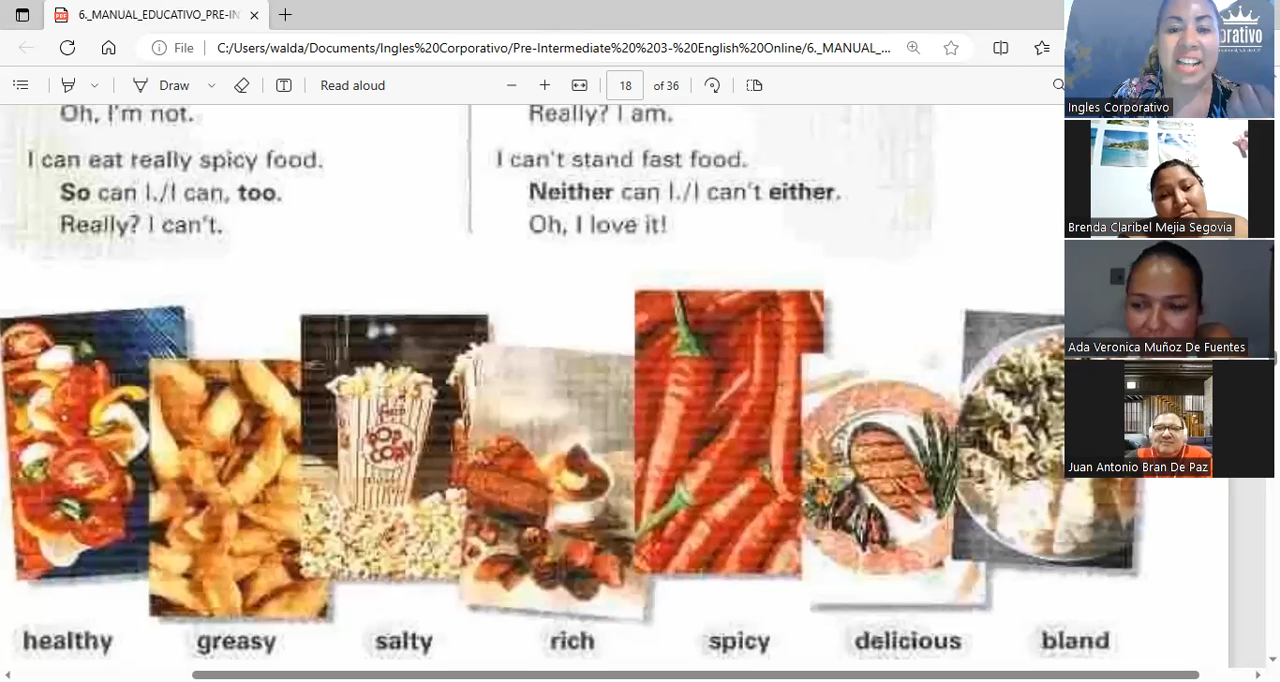 6._MANUAL_EDUCATIVO_PRE-IN
File C:/Users/walda/Documents/Ingles%20Corporativo/Pre-Intermediate%20%203-%20English%20Online/6._MANUAL_...
Draw
Read aloud
18 of 36
Oh, I'm not.
I can eat really spicy food.
So can I./I can, too.
Really? I can't.
Really? I am.
I can't stand fast food.
Neither can I./I can't either.
Oh, I love it!
POP
CORN
healthy greasy salty rich spicy delicious bland
orativo
Ingles Corporativo
Brenda Claribel Mejia Segovia
Ada Veronica Muñoz De Fuentes
Juan Antonio Bran De Paz